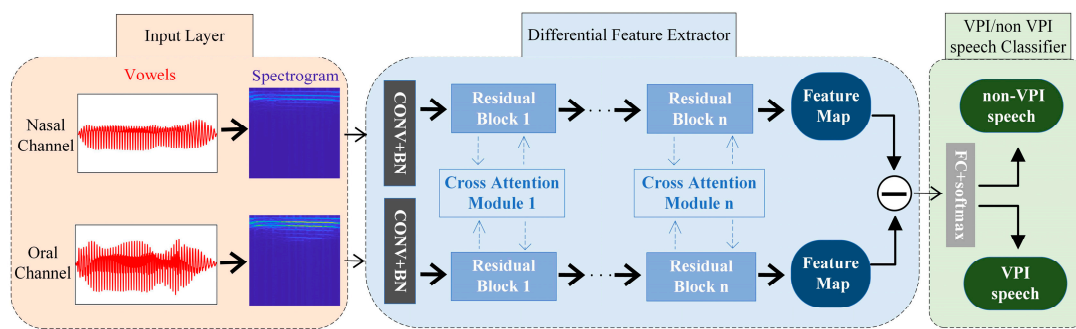 Input Layer
Differential Feature Extractor
VPI/non VPI
speech Classifier
Vowels
Spectrogram
Nasal
Channel
Oral
Channel
CONV+BN
CONV+BN
Residual
Block 1
Residual
Block n
Feature
Map
Cross Attention
Module 1
Cross Attention
Module n
Residual
Block 1
Residual
Block n
Feature
Map
FC+softmax
non-VPI
speech
VPI
speech